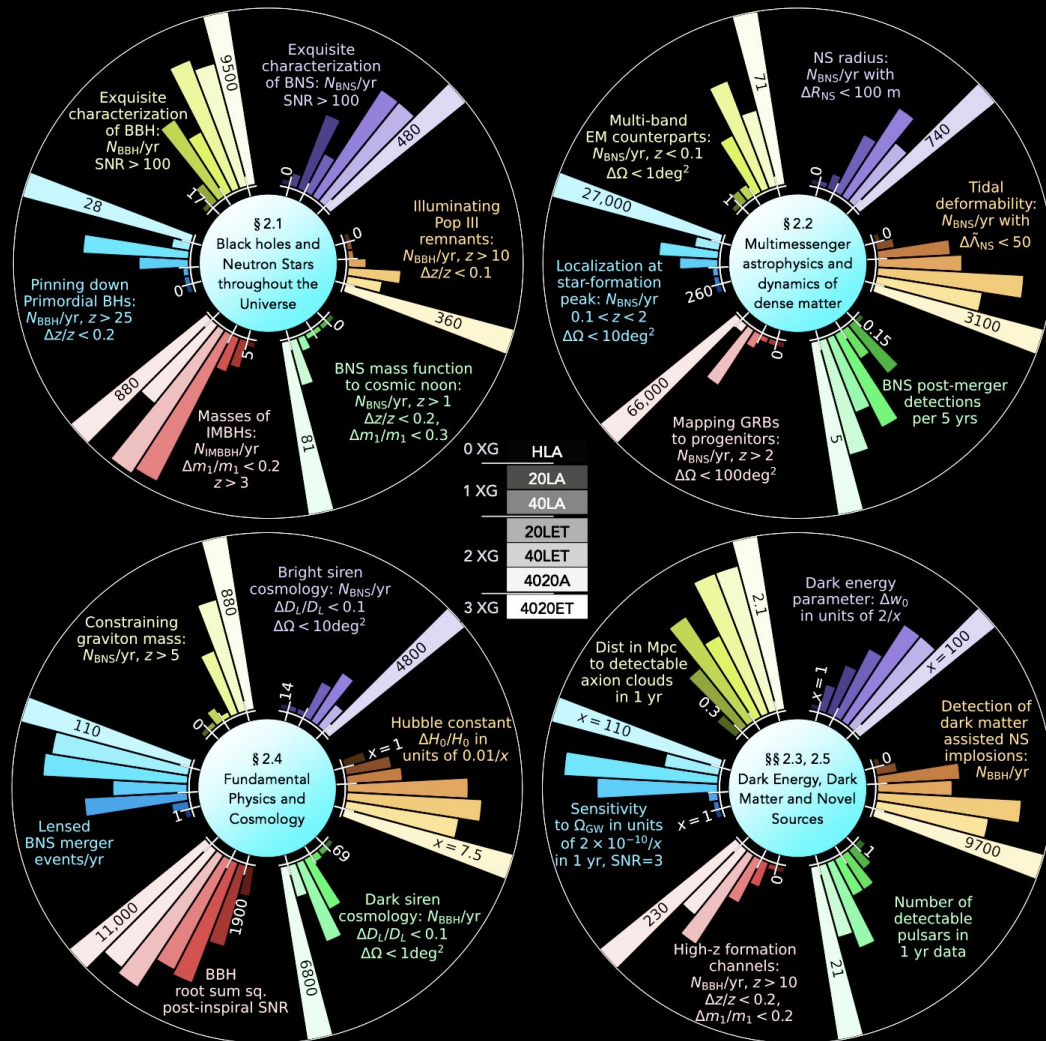 Exquisite
characterization
of BBH:
N_BBH/yr
SNR > 100
1
9500
Exquisite
characterization
of BNS: N_BNS/yr
SNR > 100
0
480
Illuminating
Pop III
remnants:
N_BBH/yr, z > 10
Δz/z < 0.1
0
360
BNS mass function
to cosmic noon:
N_BNS/yr, z > 1
Δz/z < 0.2,
Δm₁/m₁ < 0.3
0
81
Masses of
IMBHs:
N_IMBBH/yr
Δm₁/m₁ < 0.2
z > 3
5
880
Pinning down
Primordial BHs:
N_BBH/yr, z > 25
Δz/z < 0.2
0
28
§ 2.1
Black holes and
Neutron Stars
throughout the
Universe
Multi-band
EM counterparts:
N_BNS/yr, z < 0.1
ΔΩ < 1deg²
1
71
NS radius:
N_BNS/yr with
ΔR_NS < 100 m
0
740
Tidal
deformability:
N_BNS/yr with
ΔΛ̃_NS < 50
0
3100
BNS post-merger
detections
per 5 yrs
0.15
5
Mapping GRBs
to progenitors:
N_BNS/yr, z > 2
ΔΩ < 100deg²
0
66,000
Localization at
star-formation
peak: N_BNS/yr
0.1 < z < 2
ΔΩ < 10deg²
260
27,000
§ 2.2
Multimessenger
astrophysics and
dynamics of
dense matter
0 XG
1 XG
2 XG
3 XG
HLA
20LA
40LA
20LET
40LET
4020A
4020ET
Constraining
graviton mass:
N_BNS/yr, z > 5
0
880
Bright siren
cosmology: N_BNS/yr
ΔD_L/D_L < 0.1
ΔΩ < 10deg²
14
4800
Hubble constant
ΔH₀/H₀ in
units of 0.01/x
x = 1
x = 7.5
Dark siren
cosmology: N_BBH/yr
ΔD_L/D_L < 0.1
ΔΩ < 1deg²
69
6800
BBH
root sum sq.
post-inspiral SNR
1900
11,000
Lensed
BNS merger
events/yr
1
110
§ 2.4
Fundamental
Physics and
Cosmology
Dist in Mpc
to detectable
axion clouds
in 1 yr
0.3
2.1
Dark energy
parameter: Δw₀
in units of 2/x
x = 1
x = 100
Detection of
dark matter
assisted NS
implosions:
N_BBH/yr
0
9700
Number of
detectable
pulsars in
1 yr data
1
21
High-z formation
channels:
N_BBH/yr, z > 10
Δz/z < 0.2,
Δm₁/m₁ < 0.2
0
230
Sensitivity
to Ω_GW in units
of 2 × 10⁻¹⁰/x
in 1 yr, SNR=3
x = 1
x = 110
§§ 2.3, 2.5
Dark Energy, Dark
Matter and Novel
Sources